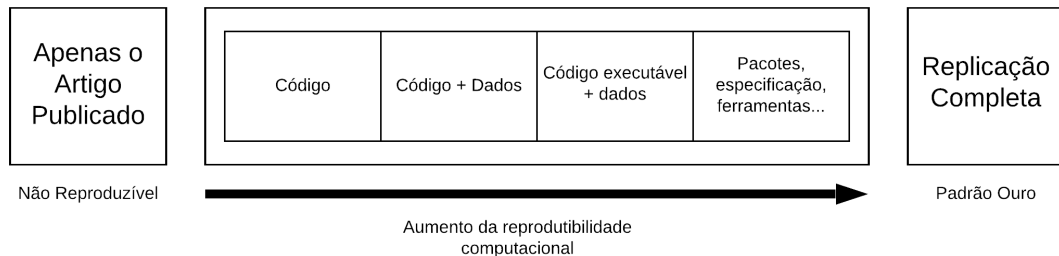 Apenas o
Artigo
Publicado
Código
Código + Dados
Código executável
+ dados
Pacotes,
especificação,
ferramentas...
Replicação
Completa
Não Reproduzível
Padrão Ouro
Aumento da reprodutibilidade
computacional